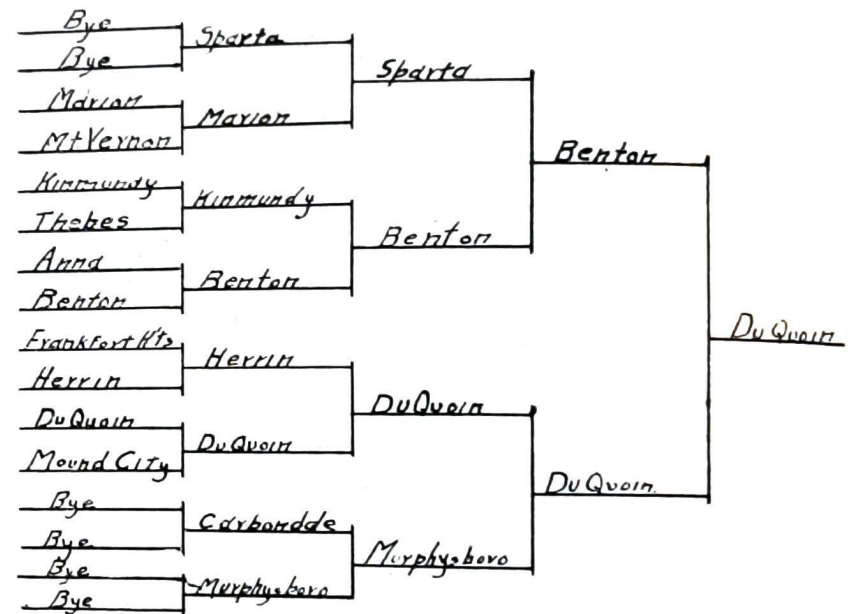 Bye
Bye
Marion
Mt Vernon
Kinmundy
Thebes
Anna
Benton
Frankfort H'ts
Herrin
DuQuoin
Mound City
Bye
Bye
Bye
Bye
Sparta
Marion
Kinmundy
Benton
Herrin
DuQuoin
Carbondale
Murphysboro
Sparta
Benton
DuQuoin
Murphysboro
Benton
DuQuoin
DuQuoin